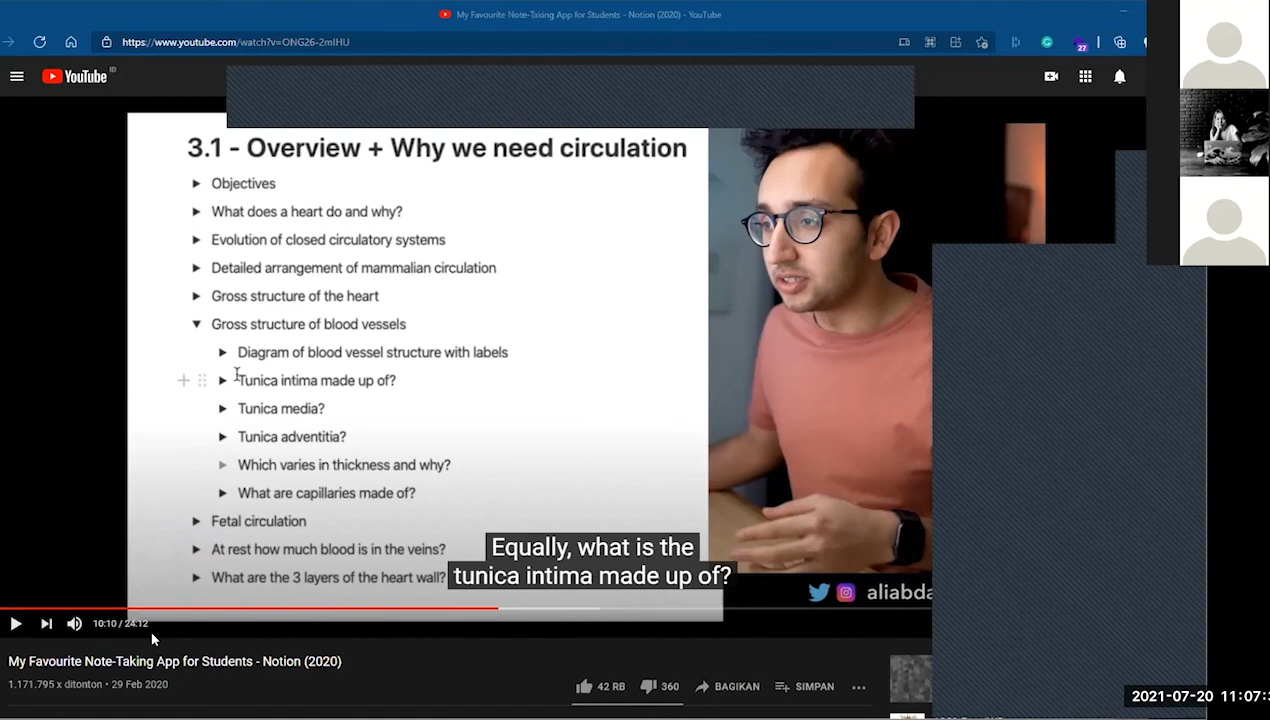 My Favourite Note-Taking App for Students - Notion (2020) - YouTube
https://www.youtube.com/watch?v=ONG26-2mIHU
27
YouTube ID
3.1 - Overview + Why we need circulation
Objectives
What does a heart do and why?
Evolution of closed circulatory systems
Detailed arrangement of mammalian circulation
Gross structure of the heart
Gross structure of blood vessels
Diagram of blood vessel structure with labels
Tunica intima made up of?
Tunica media?
Tunica adventitia?
Which varies in thickness and why?
What are capillaries made of?
Fetal circulation
At rest how much blood is in the veins?
What are the 3 layers of the heart wall?
Equally, what is the
tunica intima made up of?
aliabda
10:10 / 24:12
My Favourite Note-Taking App for Students - Notion (2020)
1.171.795 x ditonton • 29 Feb 2020
42 RB 360 BAGIKAN SIMPAN
2021-07-20 11:07: